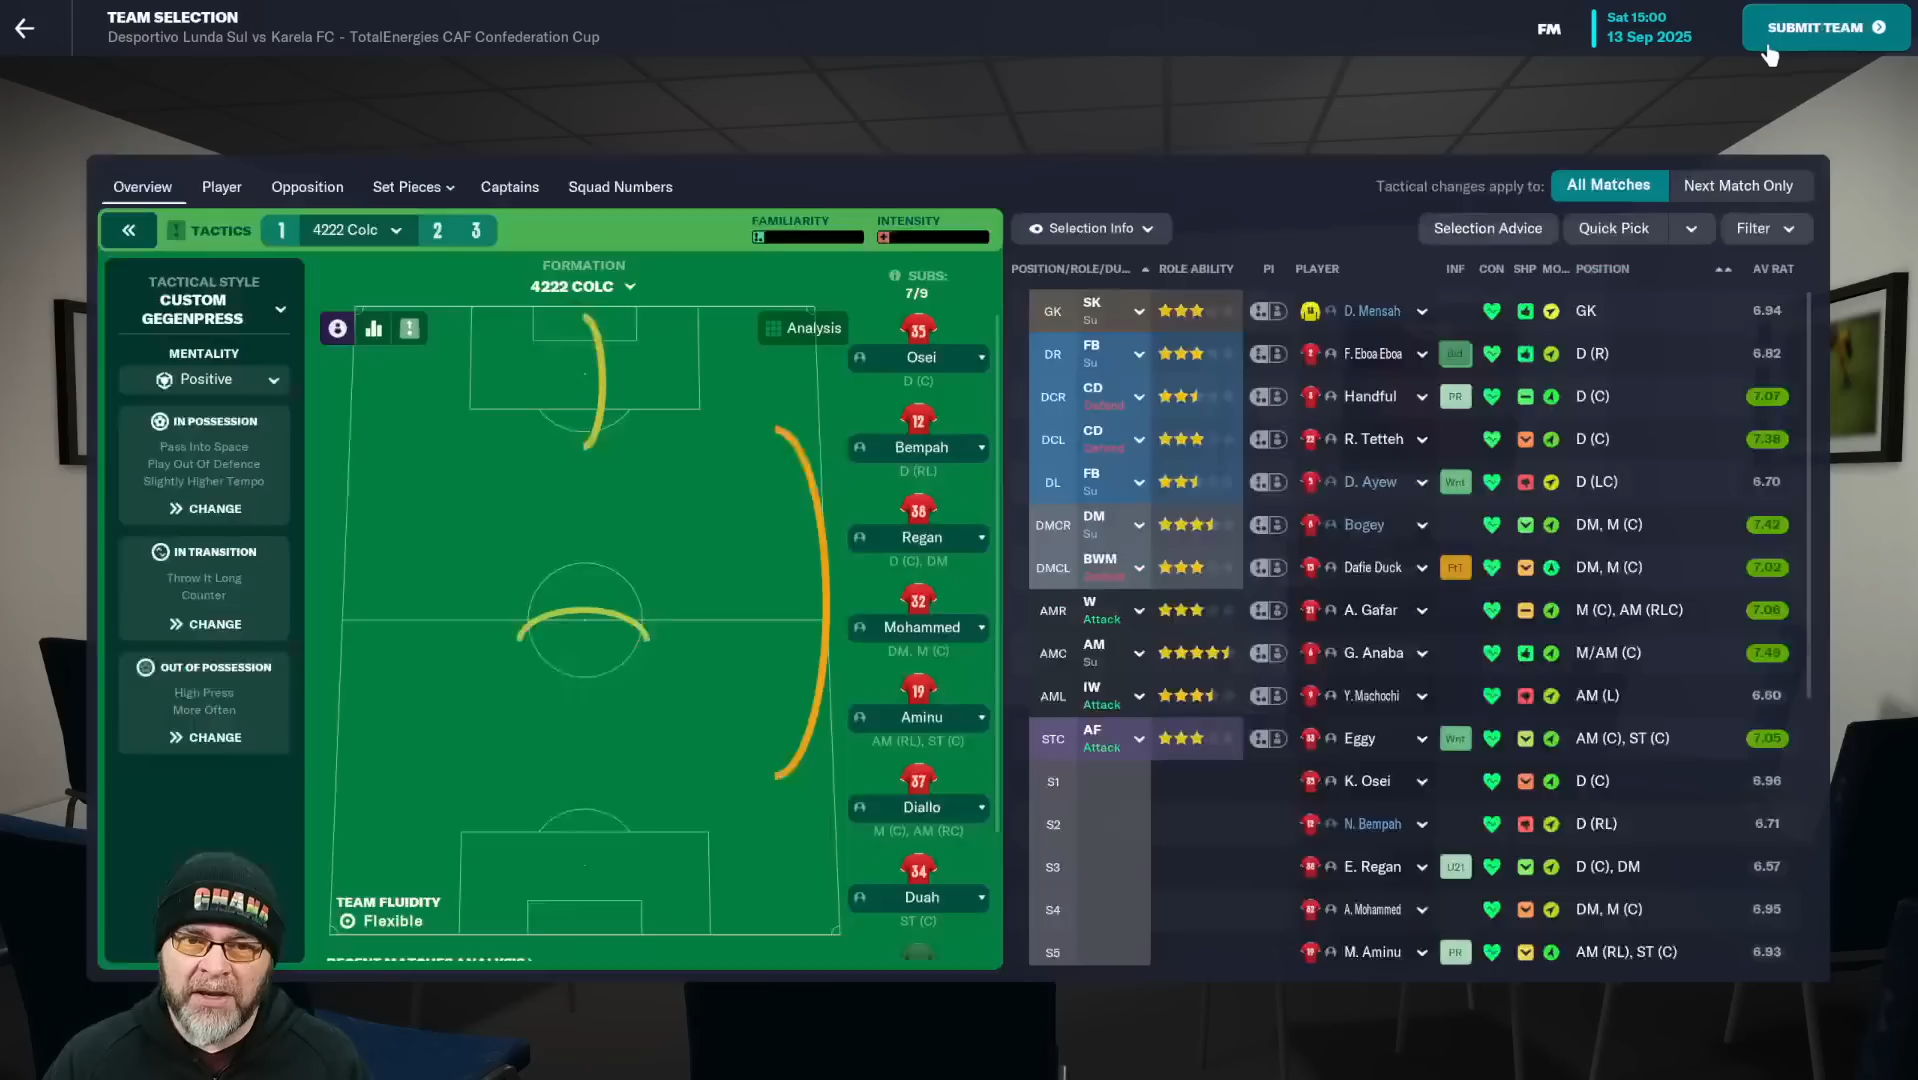 TEAM SELECTION
Desportivo Lunda Sul vs Karela FC - TotalEnergies CAF Confederation Cup
FM
Sat 15:00
13 Sep 2025
SUBMIT TEAM
Overview
Player
Opposition
Set Pieces
Captains
Squad Numbers
Tactical changes apply to:
All Matches
Next Match Only
TACTICS
1
4222 Colc
2
3
FAMILIARITY
INTENSITY
Selection Info
Selection Advice
Quick Pick
Filter
TACTICAL STYLE
CUSTOM
GEGENPRESS
MENTALITY
Positive
IN POSSESSION
Pass Into Space
Play Out Of Defence
Slightly Higher Tempo
CHANGE
IN TRANSITION
Throw It Long
Counter
CHANGE
OUT OF POSSESSION
High Press
More Often
CHANGE
FORMATION
4222 COLC
Analysis
TEAM FLUIDITY
Flexible
SUBS:
7/9
35
Osei
D (C)
12
Bempah
D (RL)
38
Regan
D (C), DM
32
Mohammed
DM, M (C)
19
Aminu
AM (RL), ST (C)
37
Diallo
M (C), AM (RC)
34
Duah
ST (C)
POSITION/ROLE/DU... ROLE ABILITY PI PLAYER INF CON SHP MO... POSITION AV RAT
GK SK Su D. Mensah GK 6.94
DR FB Su F. Eboa Eboa Bid D (R) 6.82
DCR CD Defend Handful PR D (C) 7.07
DCL CD Defend R. Tetteh D (C) 7.38
DL FB Su D. Ayew Wnt D (LC) 6.70
DMCR DM Su Bogey DM, M (C) 7.42
DMCL BWM Dafie Duck DM, M (C) 7.02
AMR W Attack A. Gafar M (C), AM (RLC) 7.06
AMC AM Su G. Anaba M/AM (C) 7.49
AML IW Attack Y. Machochi AM (L) 6.60
STC AF Attack Eggy Wnt AM (C), ST (C) 7.05
S1 K. Osei D (C) 6.96
S2 N. Bempah D (RL) 6.71
S3 E. Regan U21 D (C), DM 6.57
S4 A. Mohammed DM, M (C) 6.95
S5 M. Aminu PR AM (RL), ST (C) 6.93
GHANA